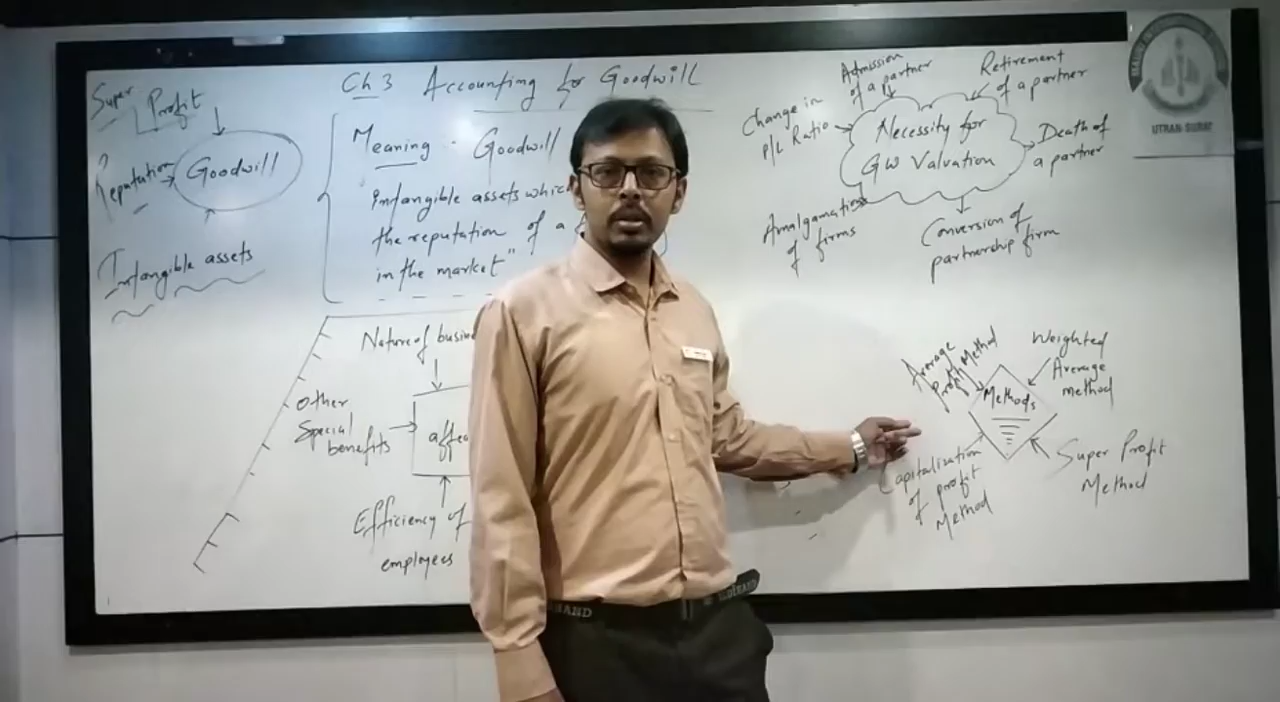 Ch 3 Accounting for Goodwill
Super
Profit
Reputation
Goodwill
Intangible assets
Meaning - Goodwill
Intangible assets whic
the reputation of a
in the market"
Nature of busine
Other
Special
benefits
affec
Efficiency of
employees
Admission
of a partner
Retirement
of a partner
Change in
P/L Ratio
Necessity for
GW Valuation
Death of
a partner
Amalgamation
of firms
Conversion of
partnership firm
Average
Profit Method
Weighted
Average
method
Methods
Capitalisation
of profit
Method
Super Profit
Method
UTRAN-SURAT